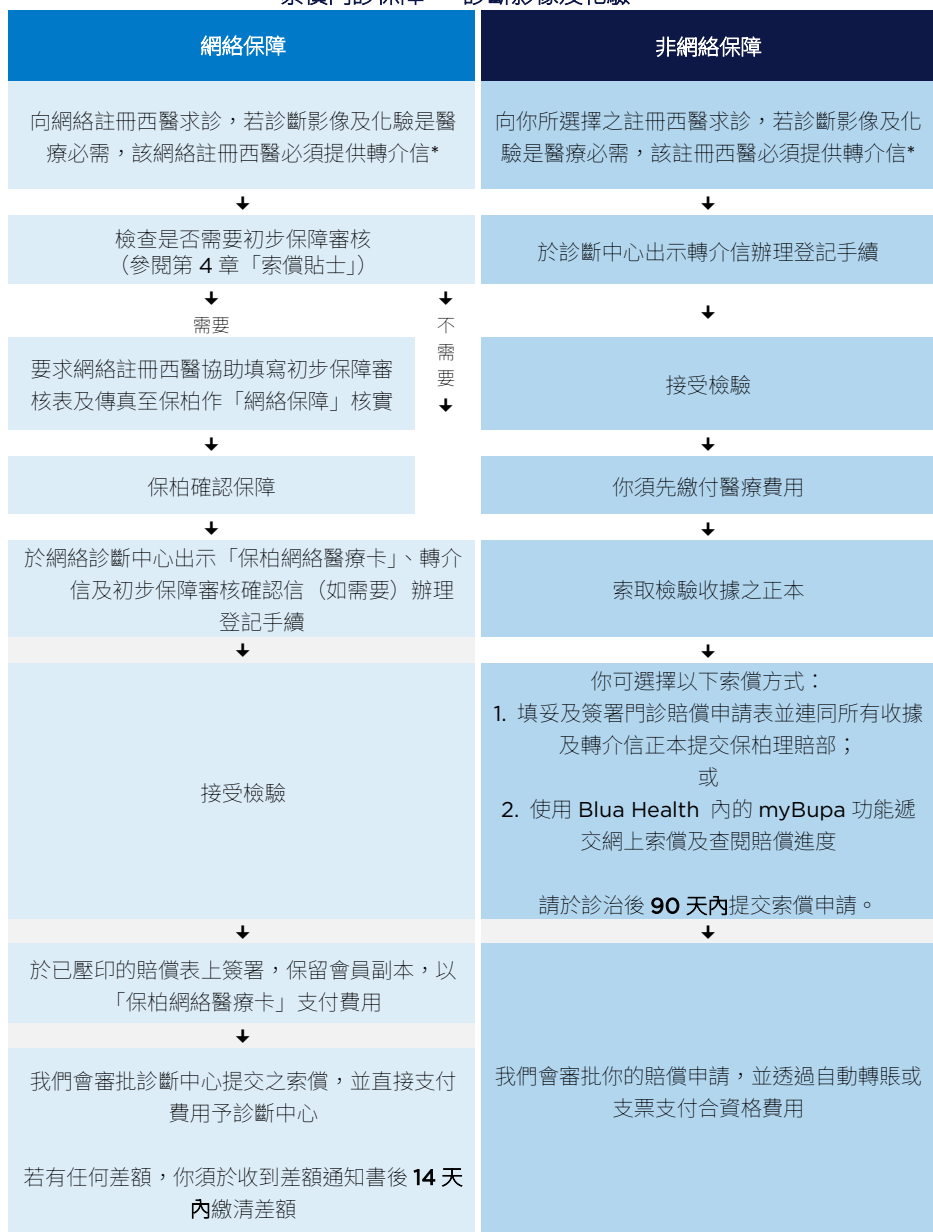 索償門診保障 — 診斷影像及化驗
網絡保障
向網絡註冊西醫求診，若診斷影像及化驗是醫
療必需，該網絡註冊西醫必須提供轉介信*
檢查是否需要初步保障審核
（參閱第 4 章「索償貼士」）
需要
不
需
要
要求網絡註冊西醫協助填寫初步保障審
核表及傳真至保柏作「網絡保障」核實
保柏確認保障
於網絡診斷中心出示「保柏網絡醫療卡」、轉介
信及初步保障審核確認信（如需要）辦理
登記手續
接受檢驗
於已壓印的賠償表上簽署，保留會員副本，以
「保柏網絡醫療卡」支付費用
我們會審批診斷中心提交之索償，並直接支付
費用予診斷中心
若有任何差額，你須於收到差額通知書後 14 天
內繳清差額
非網絡保障
向你所選擇之註冊西醫求診，若診斷影像及化
驗是醫療必需，該註冊西醫必須提供轉介信*
於診斷中心出示轉介信辦理登記手續
接受檢驗
你須先繳付醫療費用
索取檢驗收據之正本
你可選擇以下索償方式：
1. 填妥及簽署門診賠償申請表並連同所有收據
及轉介信正本提交保柏理賠部；
或
2. 使用 Blua Health 內的 myBupa 功能遞
交網上索償及查閱賠償進度
請於診治後 90 天內提交索償申請。
我們會審批你的賠償申請，並透過自動轉賬或
支票支付合資格費用